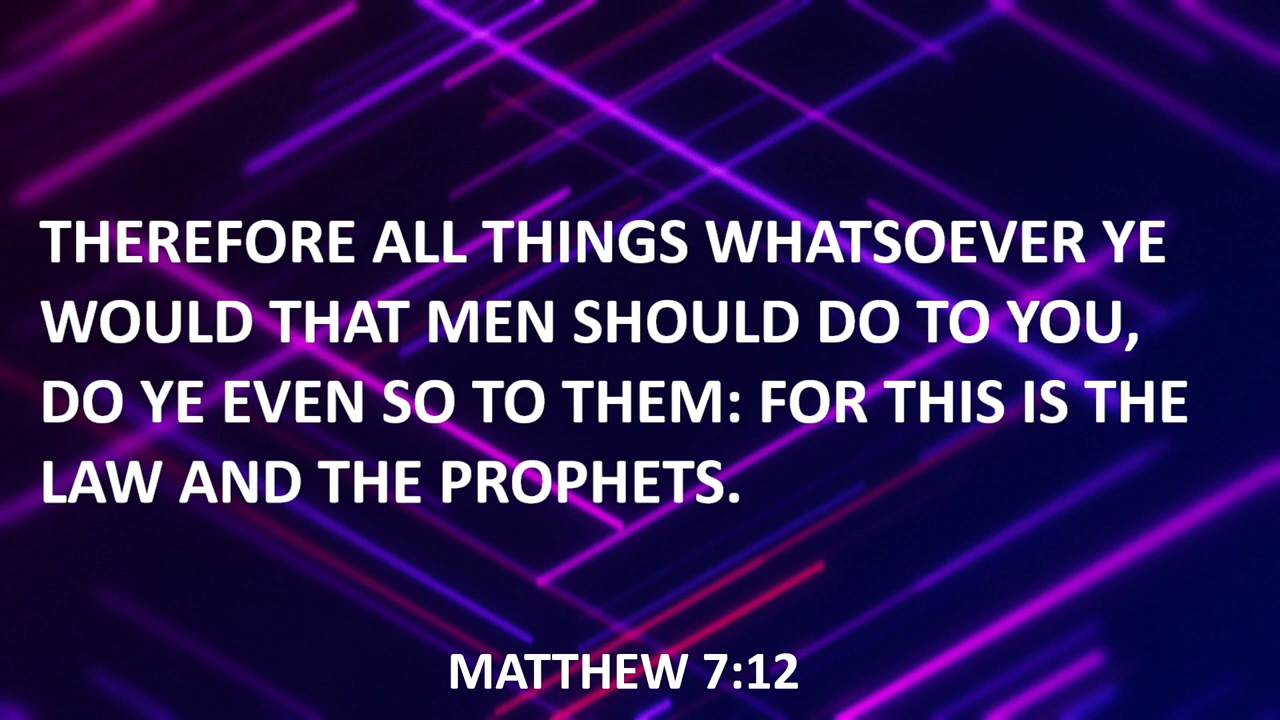 THEREFORE ALL THINGS WHATSOEVER YE
WOULD THAT MEN SHOULD DO TO YOU,
DO YE EVEN SO TO THEM: FOR THIS IS THE
LAW AND THE PROPHETS.
MATTHEW 7:12